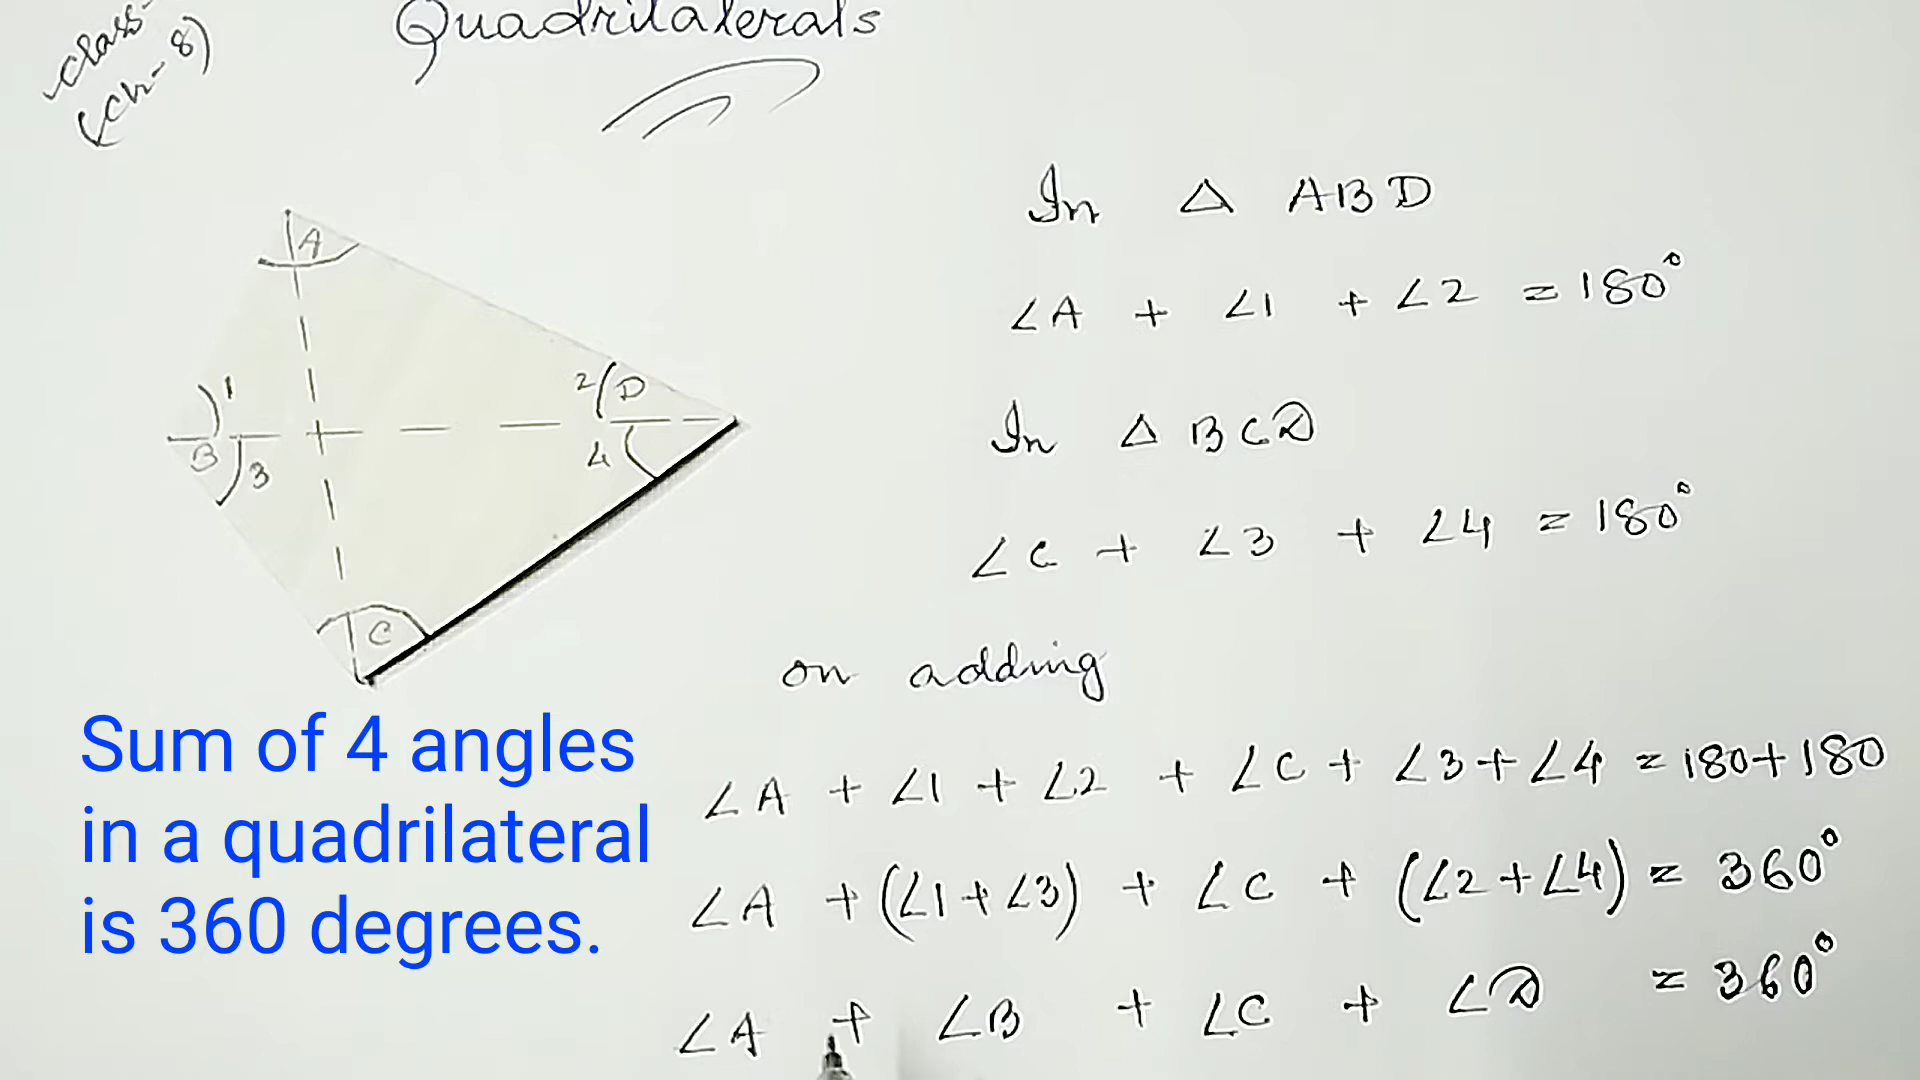 class-
(ch-8)
Quadrilaterals
A
1
2
D
B
3
4
C
In △ ABD
∠A + ∠1 + ∠2 = 180°
In △ BCD
∠C + ∠3 + ∠4 = 180°
on adding
∠A + ∠1 + ∠2 + ∠C + ∠3 + ∠4 = 180+180
∠A + (∠1+∠3) + ∠C + (∠2+∠4) = 360°
∠A + ∠B + ∠C + ∠D = 360°
Sum of 4 angles
in a quadrilateral
is 360 degrees.